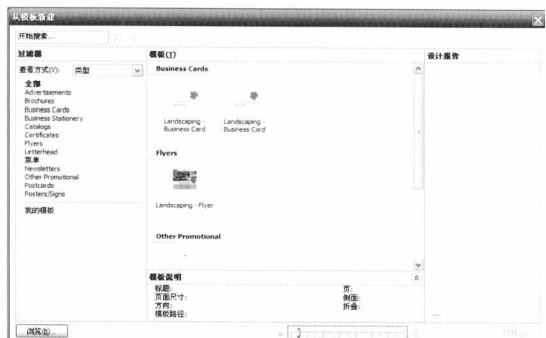 从模板新建
开始搜索...
过滤器
查看方式(V): 类型
全部
Advertisements
Brochures
Business Cards
Business Stationery
Catalogs
Certificates
Flyers
Letterhead
菜单
Newsletters
Other Promotional
Postcards
Posters/Signs
我的模板
模板(T)
Business Cards
Landscaping -
Business Card
Landscaping -
Business Card
Flyers
Landscaping - Flyer
Other Promotional
模板说明
标题:
页面尺寸:
方向:
模板路径:
页:
侧面:
折叠:
设计报告
浏览(B)...